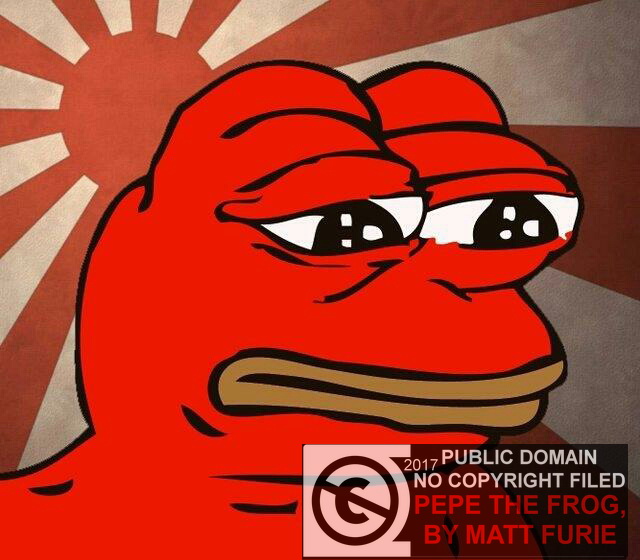 2017 PUBLIC DOMAIN
NO COPYRIGHT FILED
PEPE THE FROG,
BY MATT FURIE